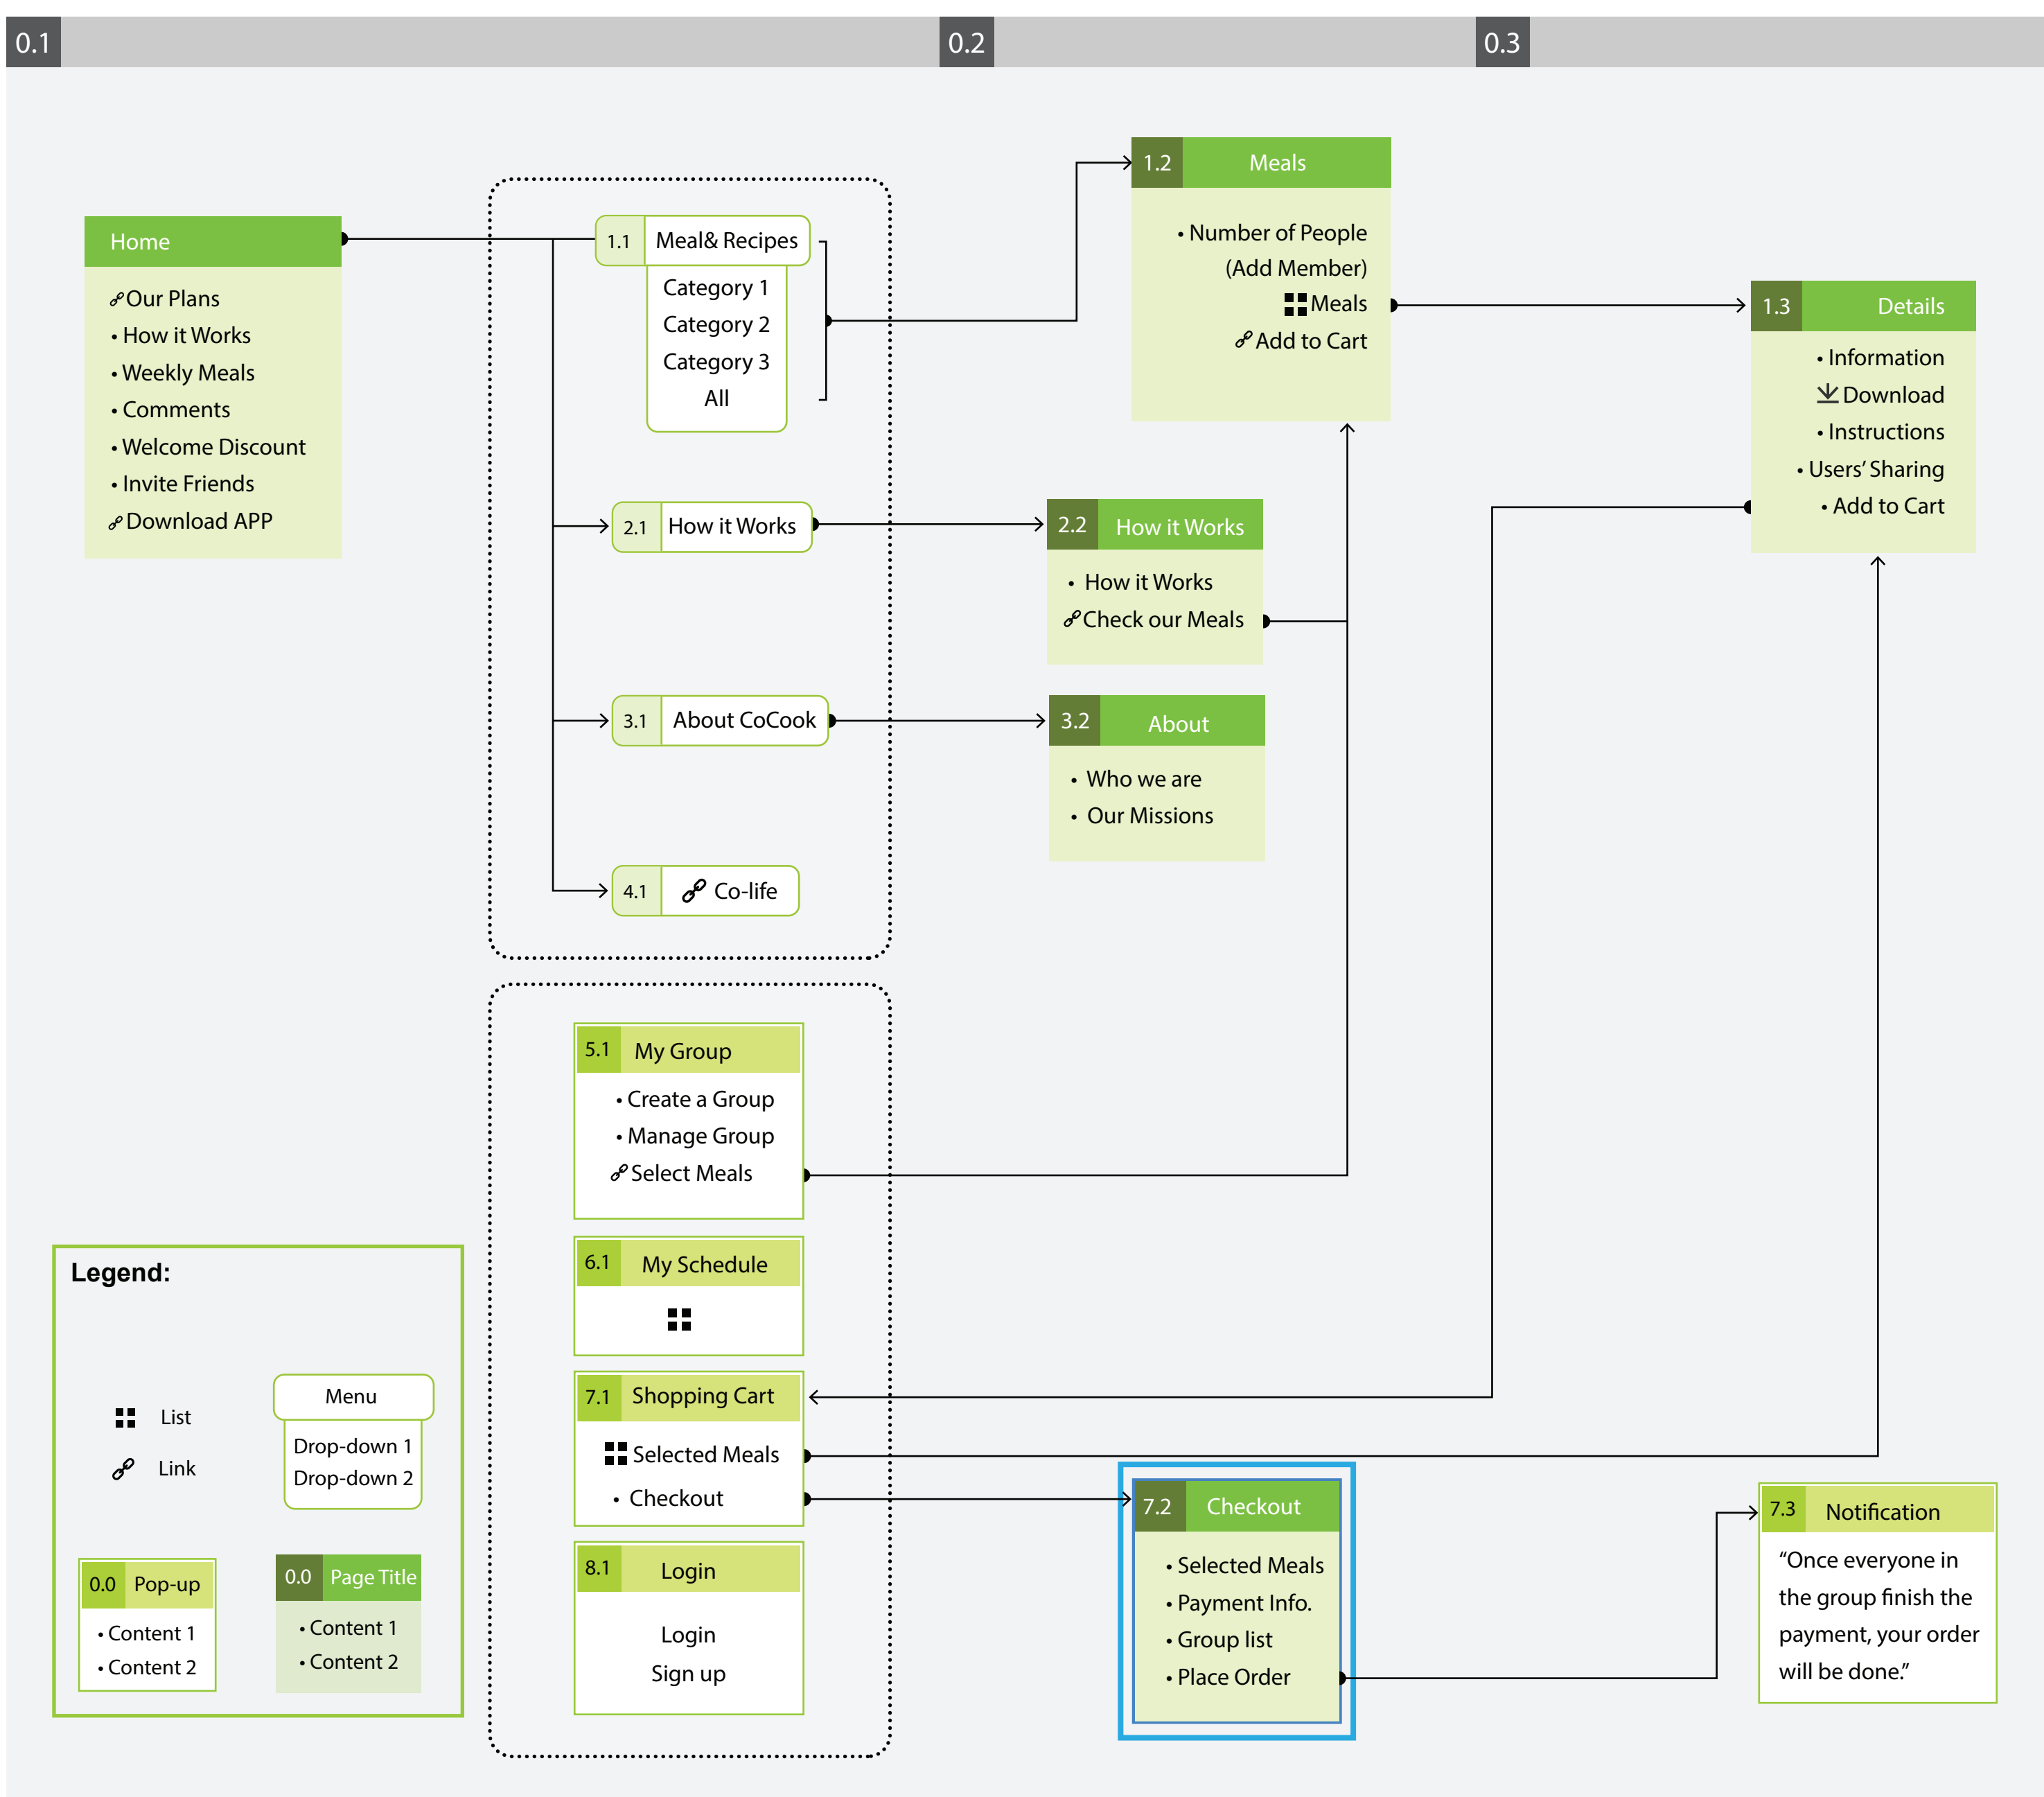 0.1
0.2
0.3
Home
Our Plans
• How it Works
• Weekly Meals
• Comments
• Welcome Discount
• Invite Friends
Download APP
1.1 Meal& Recipes
Category 1
Category 2
Category 3
All
2.1 How it Works
3.1 About CoCook
4.1 Co-life
1.2 Meals
• Number of People
(Add Member)
Meals
Add to Cart
2.2 How it Works
• How it Works
Check our Meals
3.2 About
• Who we are
• Our Missions
1.3 Details
• Information
Download
• Instructions
• Users’ Sharing
• Add to Cart
5.1 My Group
• Create a Group
• Manage Group
Select Meals
6.1 My Schedule
7.1 Shopping Cart
Selected Meals
• Checkout
8.1 Login
Login
Sign up
7.2 Checkout
• Selected Meals
• Payment Info.
• Group list
• Place Order
7.3 Notification
“Once everyone in
the group finish the
payment, your order
will be done.”
Legend:
List
Link
Menu
Drop-down 1
Drop-down 2
0.0 Pop-up
• Content 1
• Content 2
0.0 Page Title
• Content 1
• Content 2